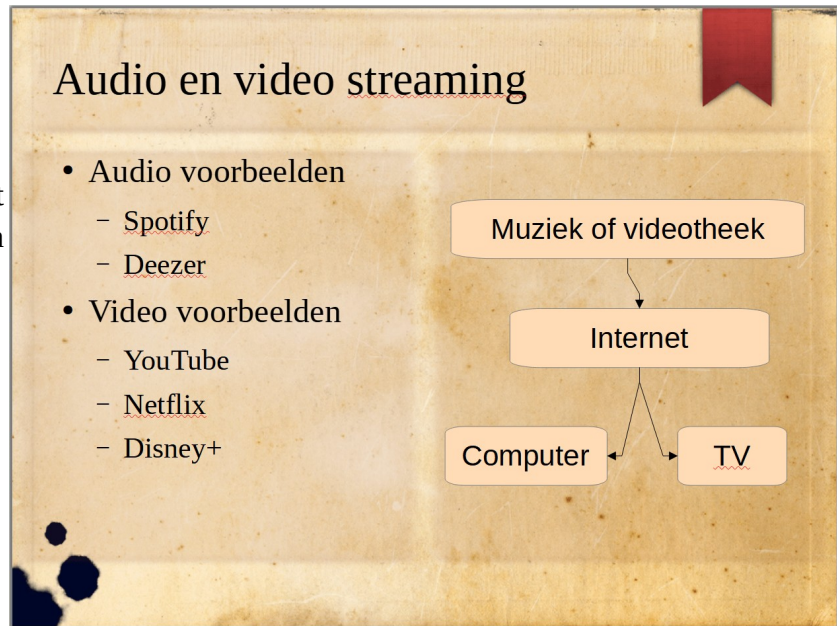 Audio en video streaming
• Audio voorbeelden
– Spotify
– Deezer
• Video voorbeelden
– YouTube
– Netflix
– Disney+
Muziek of videotheek
Internet
Computer
TV